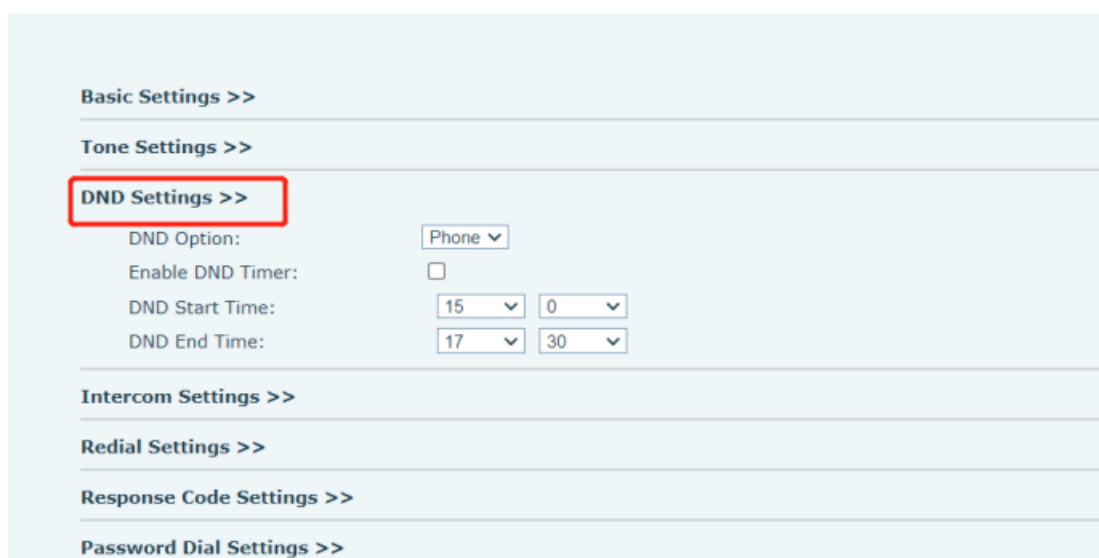 Basic Settings >>
Tone Settings >>
DND Settings >>
DND Option: Phone
Enable DND Timer:
DND Start Time: 15 0
DND End Time: 17 30
Intercom Settings >>
Redial Settings >>
Response Code Settings >>
Password Dial Settings >>